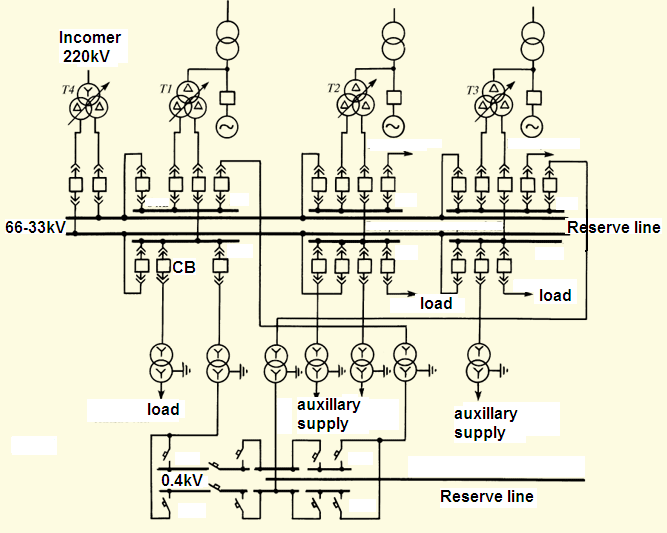 Incomer
220kV
T4
T1
T2
T3
66-33kV
Reserve line
CB
load
load
load
auxillary
supply
auxillary
supply
0.4kV
Reserve line